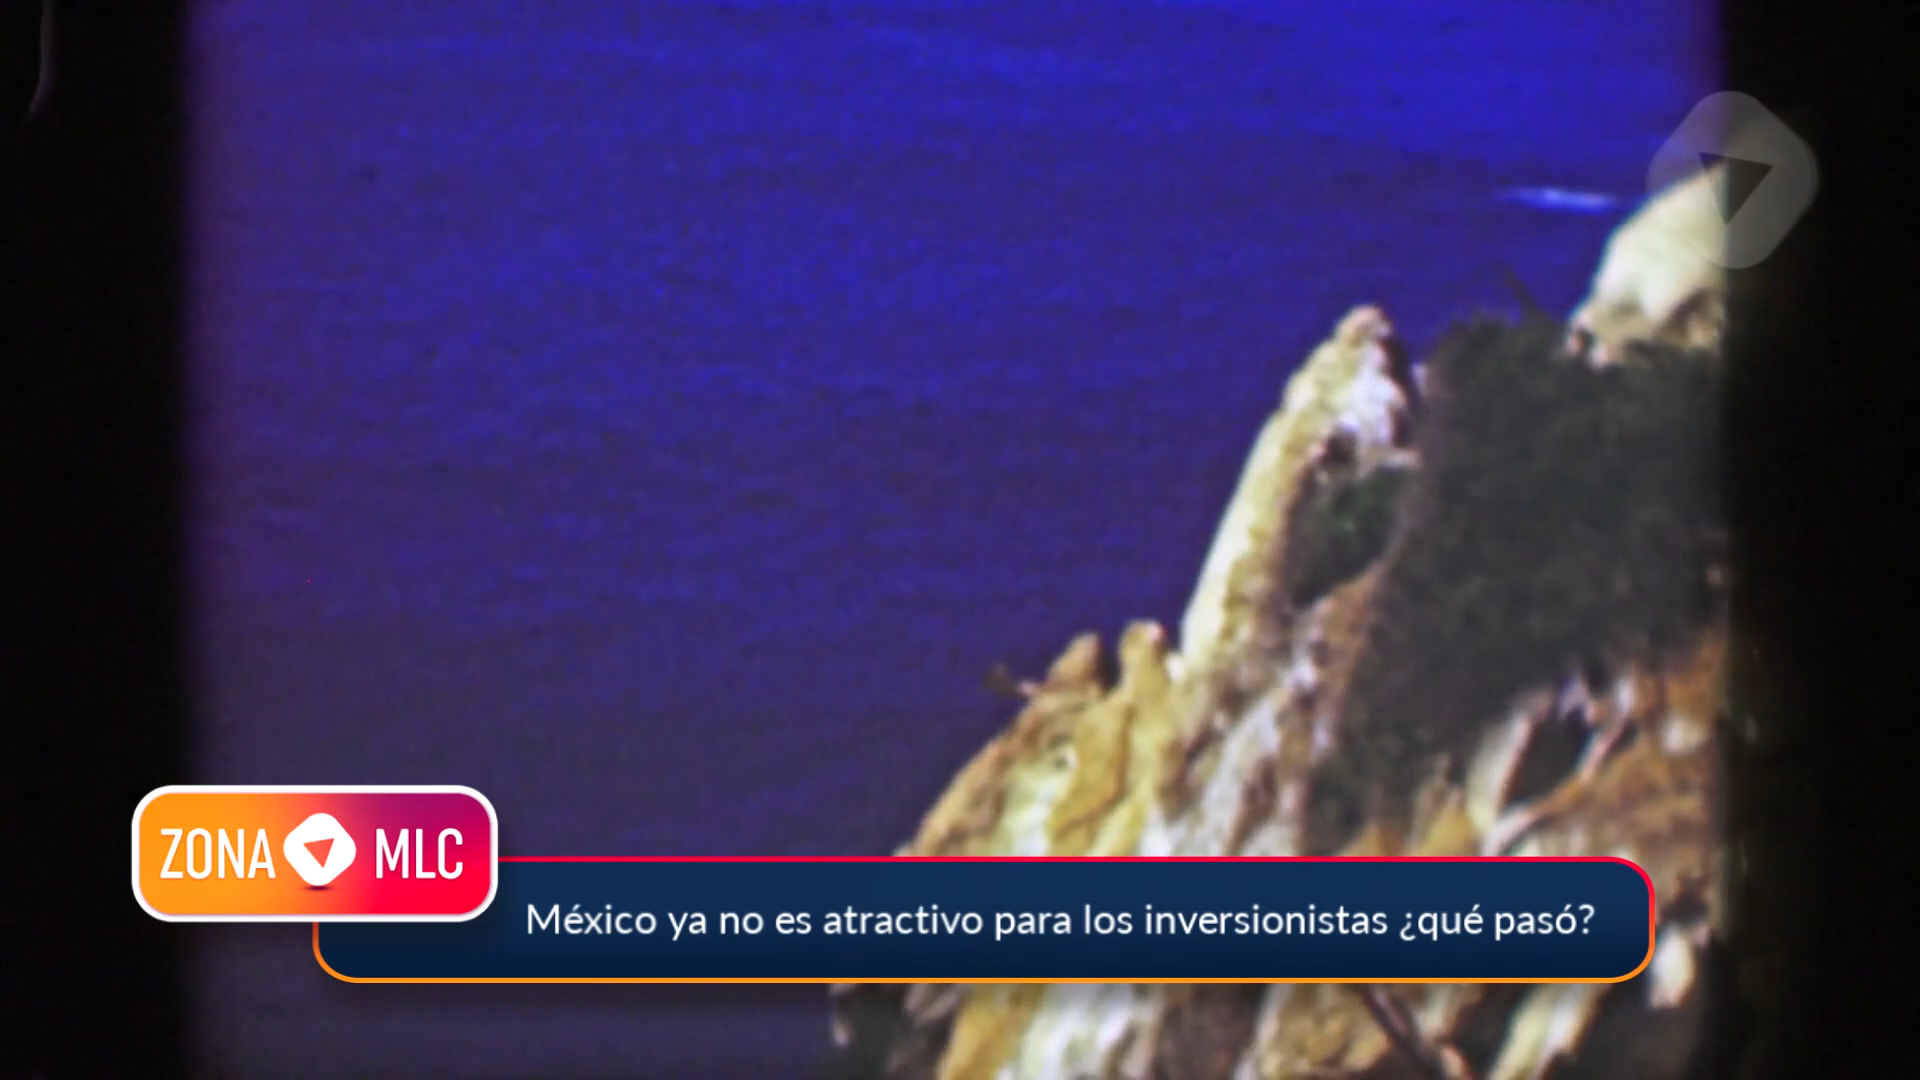 ZONA MLC
México ya no es atractivo para los inversionistas ¿qué pasó?